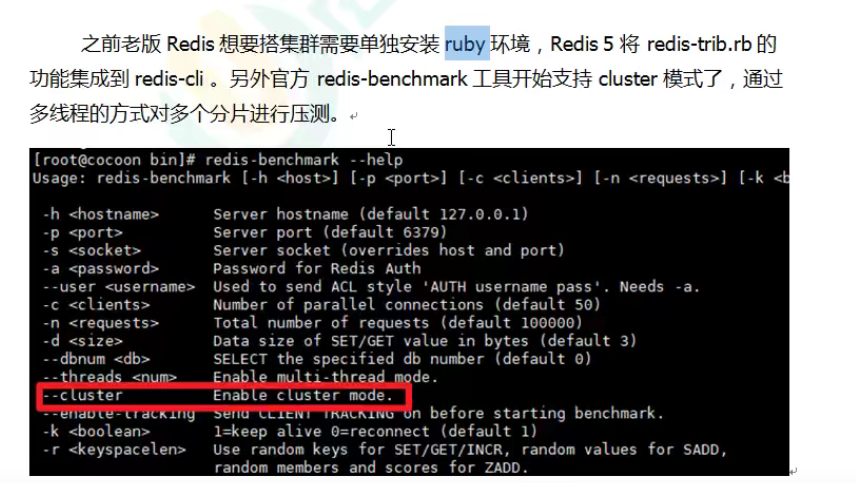 之前老版 Redis 想要搭集群需要单独安装 ruby 环境，Redis 5 将 redis-trib.rb 的
功能集成到 redis-cli 。另外官方 redis-benchmark 工具开始支持 cluster 模式了，通过
多线程的方式对多个分片进行压测。
[root@cocoon bin]# redis-benchmark --help
Usage: redis-benchmark [-h <host>] [-p <port>] [-c <clients>] [-n <requests>] [-k <b
-h <hostname> Server hostname (default 127.0.0.1)
-p <port> Server port (default 6379)
-s <socket> Server socket (overrides host and port)
-a <password> Password for Redis Auth
--user <username> Used to send ACL style 'AUTH username pass'. Needs -a.
-c <clients> Number of parallel connections (default 50)
-n <requests> Total number of requests (default 100000)
-d <size> Data size of SET/GET value in bytes (default 3)
--dbnum <db> SELECT the specified db number (default 0)
--threads <num> Enable multi-thread mode.
--cluster Enable cluster mode.
--enable-tracking Send CLIENT TRACKING on before starting benchmark.
-k <boolean> 1=keep alive 0=reconnect (default 1)
-r <keyspacelen> Use random keys for SET/GET/INCR, random values for SADD,
random members and scores for ZADD.